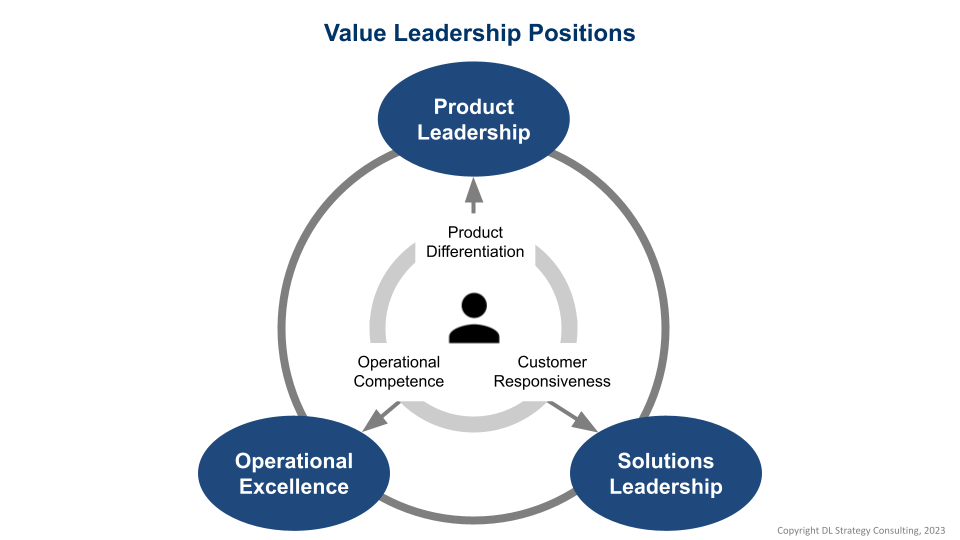 Value Leadership Positions
Product
Leadership
Product
Differentiation
Operational
Competence
Customer
Responsiveness
Operational
Excellence
Solutions
Leadership
Copyright DL Strategy Consulting, 2023